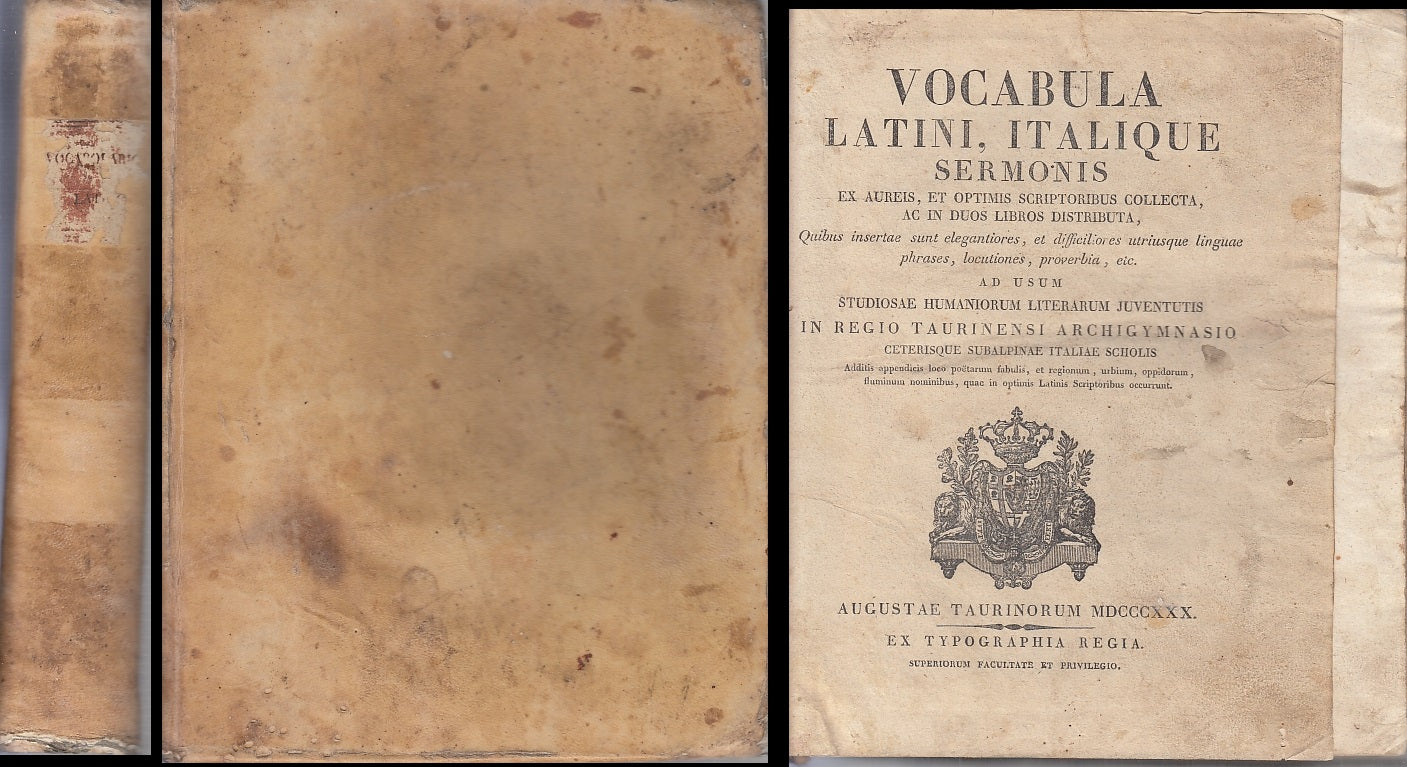 LAT
VOCABULA
LATINI, ITALIQUE
SERMONIS
EX AUREIS, ET OPTIMIS SCRIPTORIBUS COLLECTA,
AC IN DUOS LIBROS DISTRIBUTA,
Quibus insertae sunt elegantiores, et difficiliores utriusque linguae
phrases, locutiones, proverbia, etc.
AD USUM
STUDIOSAE HUMANIORUM LITERARUM JUVENTUTIS
IN REGIO TAURINENSI ARCHIGYMNASIO
CETERISQUE SUBALPINAE ITALIAE SCHOLIS
Additis appendicis loco poëtarum fabulis, et regionum, urbium, oppidorum,
fluminum nominibus, quae in optimis Latinis Scriptoribus occurrunt.
AUGUSTAE TAURINORUM MDCCCXXX.
EX TYPOGRAPHIA REGIA.
SUPERIORUM FACULTATE ET PRIVILEGIO.